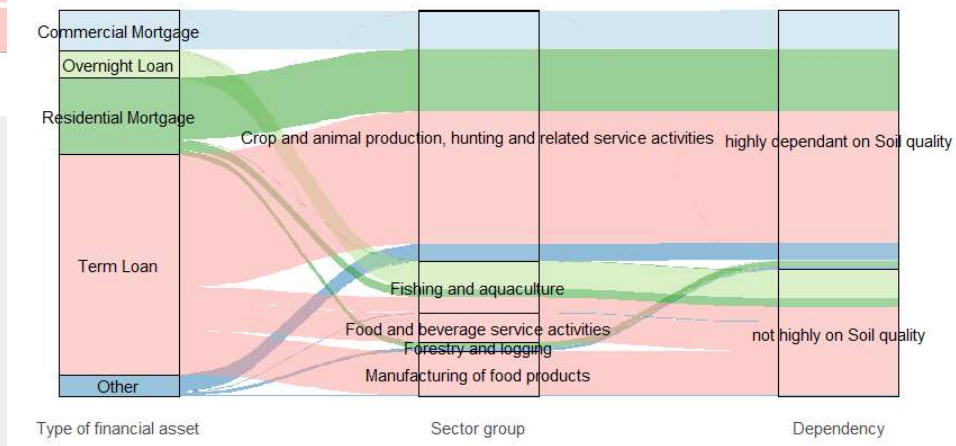 Commercial Mortgage
Overnight Loan
Residential Mortgage
Crop and animal production, hunting and related service activities
highly dependant on Soil quality
Term Loan
Fishing and aquaculture
Food and beverage service activities
not highly on Soil quality
Forestry and logging
Manufacturing of food products
Other
Type of financial asset
Sector group
Dependency